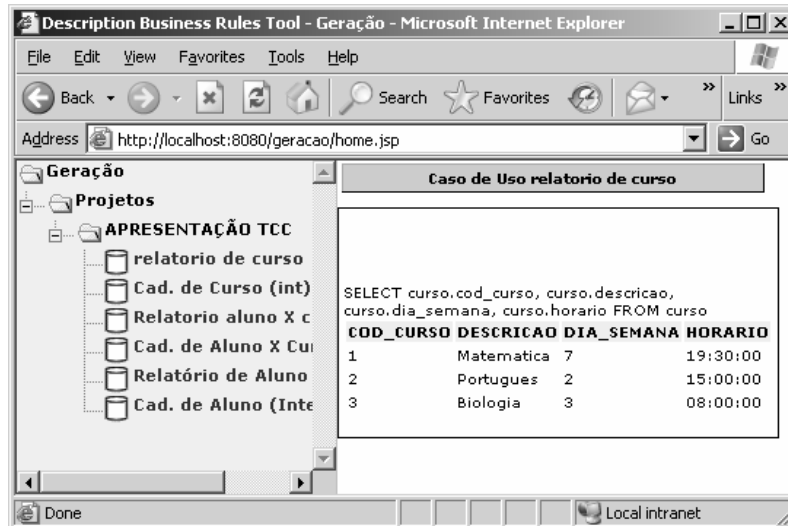 Description Business Rules Tool - Geração - Microsoft Internet Explorer
File Edit View Favorites Tools Help
Back Search Favorites » Links »
Address http://localhost:8080/geracao/home.jsp Go
Geração
Projetos
APRESENTAÇÃO TCC
relatorio de curso
Cad. de Curso (int)
Relatorio aluno X c
Cad. de Aluno X Cu
Relatório de Aluno
Cad. de Aluno (Inte
Caso de Uso relatorio de curso
SELECT curso.cod_curso, curso.descricao,
curso.dia_semana, curso.horario FROM curso
COD_CURSO DESCRICAO DIA_SEMANA HORARIO
1 Matematica 7 19:30:00
2 Portugues 2 15:00:00
3 Biologia 3 08:00:00
Done Local intranet